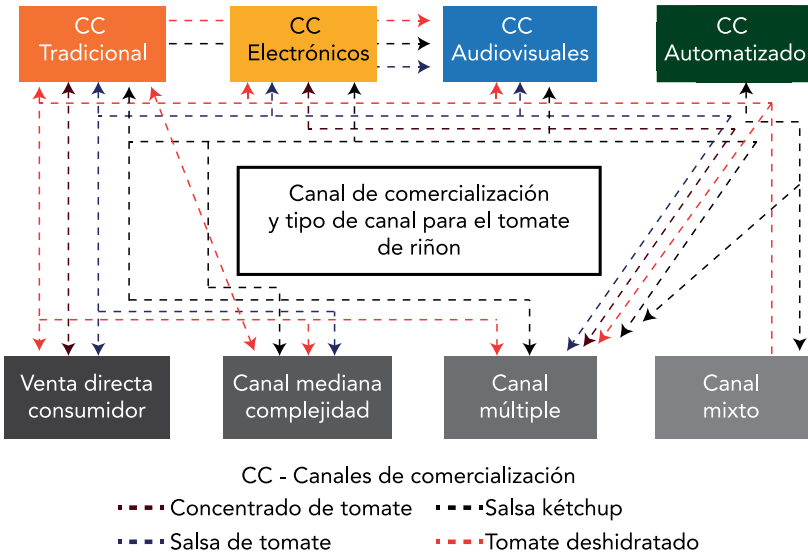 CC
Tradicional
CC
Electrónicos
CC
Audiovisuales
CC
Automatizado
Canal de comercialización
y tipo de canal para el tomate
de riñon
Venta directa
consumidor
Canal mediana
complejidad
Canal
múltiple
Canal
mixto
CC - Canales de comercialización
Concentrado de tomate
Salsa kétchup
Salsa de tomate
Tomate deshidratado